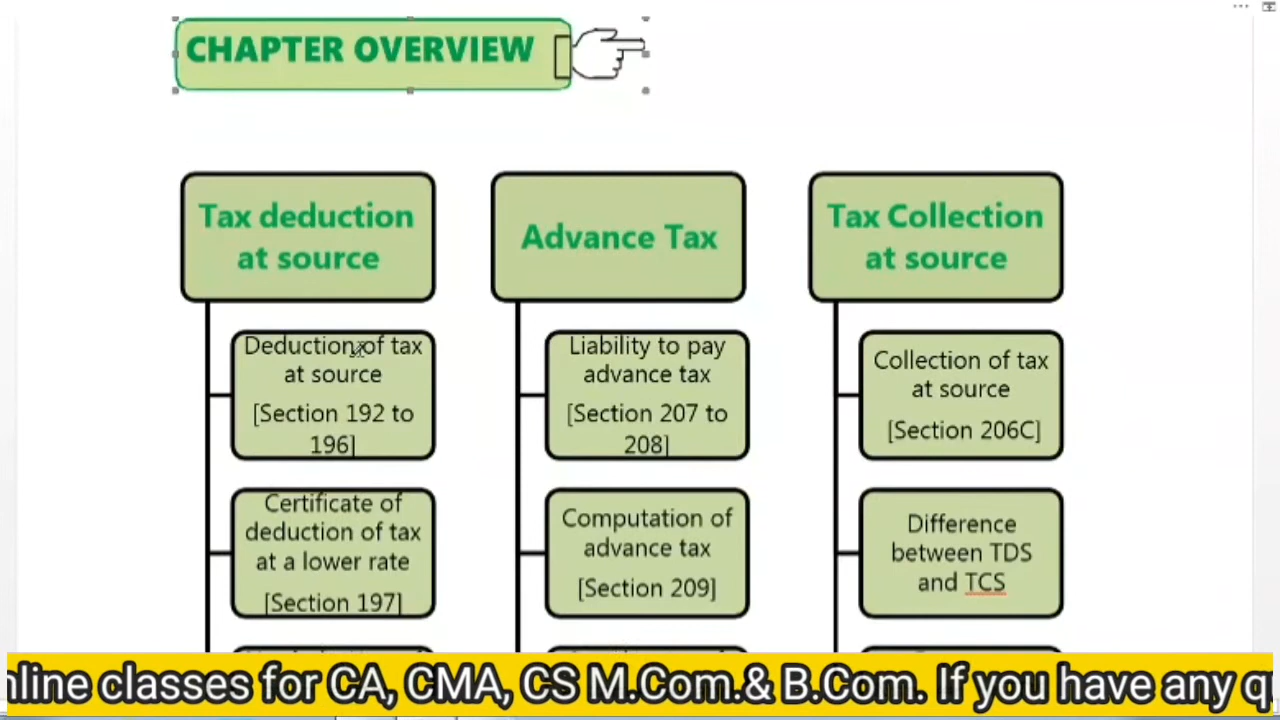 CHAPTER OVERVIEW
Tax deduction
at source
Deduction of tax
at source
[Section 192 to
196]
Certificate of
deduction of tax
at a lower rate
[Section 197]
Advance Tax
Liability to pay
advance tax
[Section 207 to
208]
Computation of
advance tax
[Section 209]
Tax Collection
at source
Collection of tax
at source
[Section 206C]
Difference
between TDS
and TCS
nline classes for CA, CMA, CS M.Com.& B.Com. If you have any q